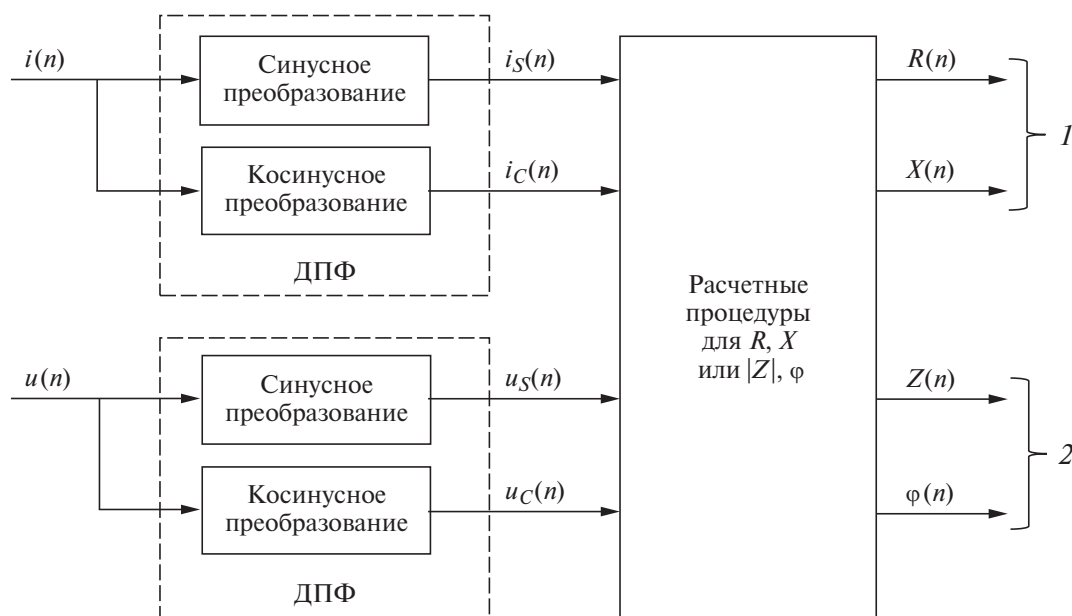 i(n)
Синусное
преобразование
i_S(n)
Косинусное
преобразование
i_C(n)
ДПФ
u(n)
Синусное
преобразование
u_S(n)
Косинусное
преобразование
u_C(n)
ДПФ
Расчетные
процедуры
для R, X
или |Z|, φ
R(n)
X(n)
1
Z(n)
φ(n)
2